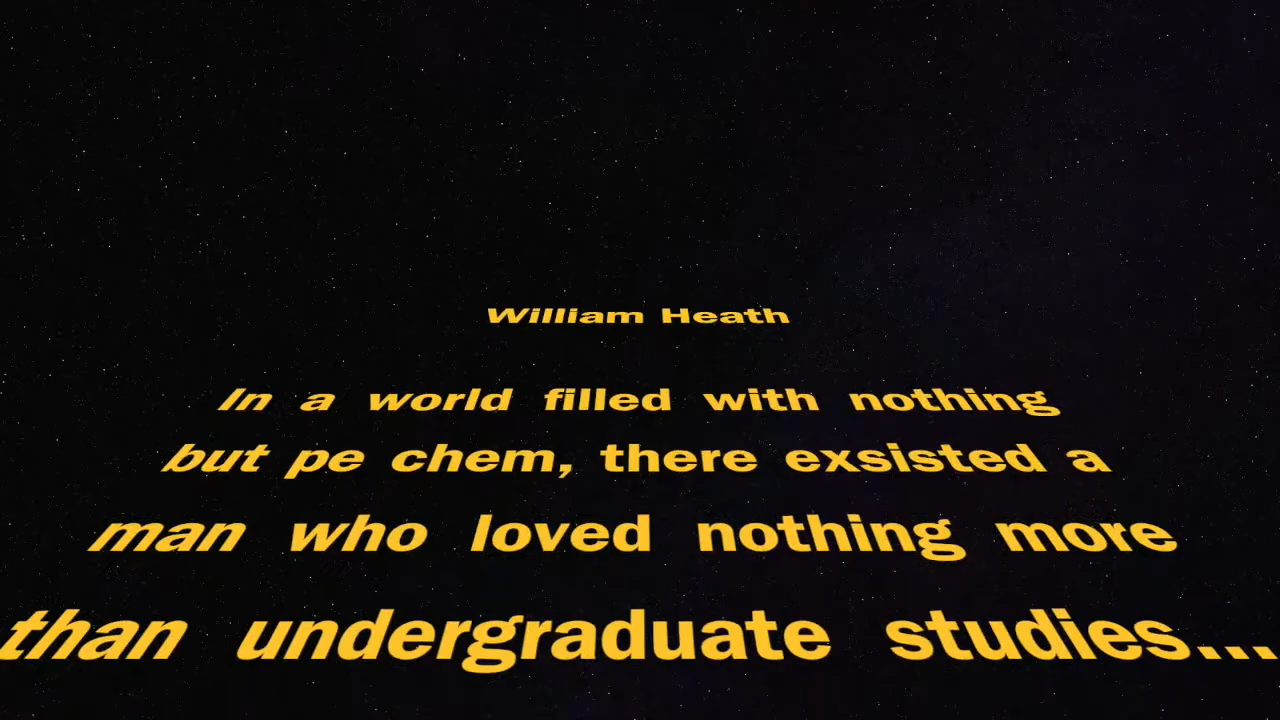 William Heath
In a world filled with nothing
but pe chem, there exsisted a
man who loved nothing more
than undergraduate studies...